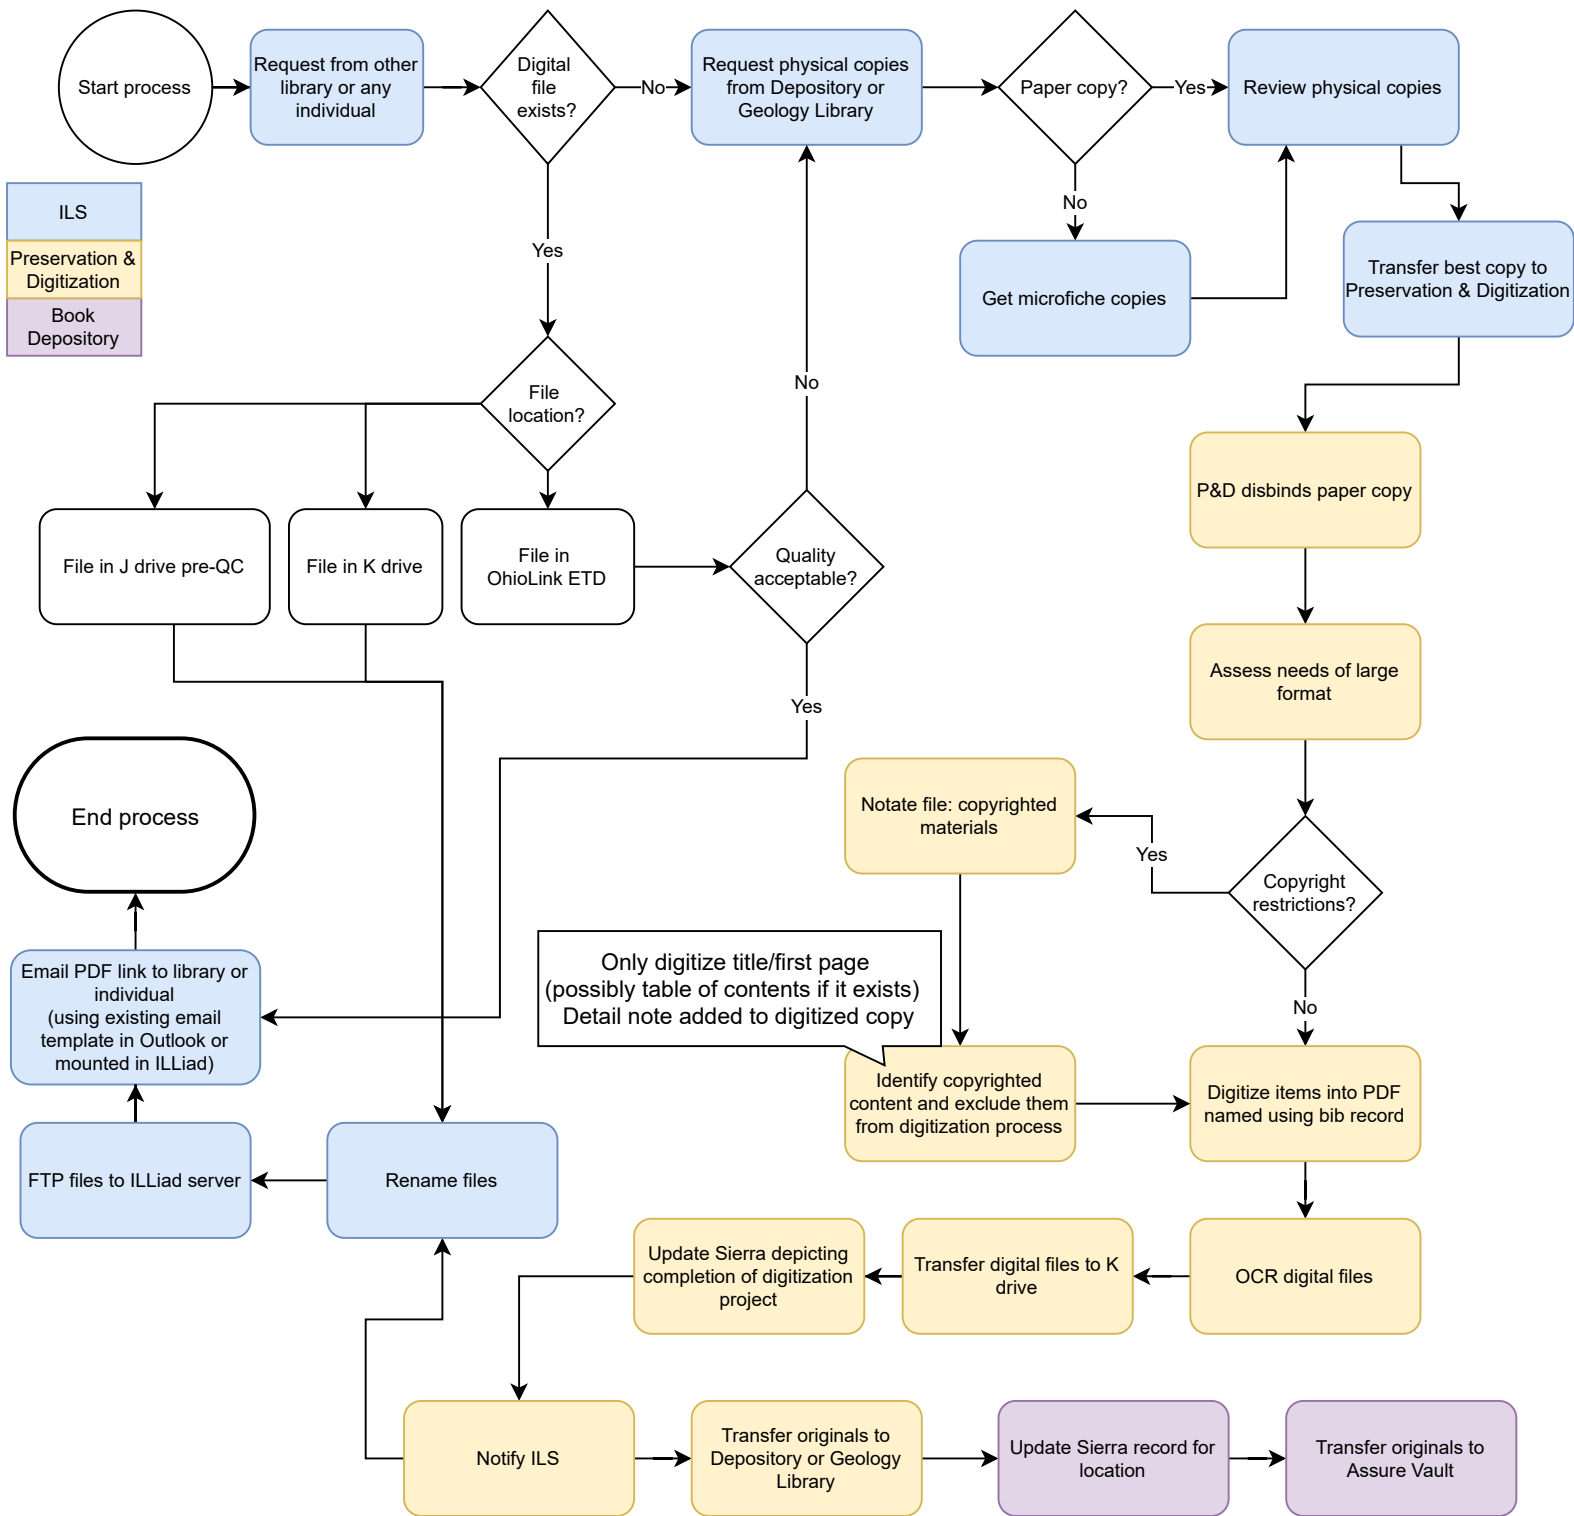 Start process
Request from other
library or any
individual
Digital
file
exists?
No
Request physical copies
from Depository or
Geology Library
Paper copy?
Yes
Review physical copies
ILS
Preservation &
Digitization
Book
Depository
Yes
No
Get microfiche copies
Transfer best copy to
Preservation & Digitization
File
location?
No
P&D disbinds paper copy
File in J drive pre-QC
File in K drive
File in
OhioLink ETD
Quality
acceptable?
Assess needs of large
format
Yes
End process
Notate file: copyrighted
materials
Yes
Copyright
restrictions?
Only digitize title/first page
(possibly table of contents if it exists)
Detail note added to digitized copy
No
Email PDF link to library or
individual
(using existing email
template in Outlook or
mounted in ILLiad)
Identify copyrighted
content and exclude them
from digitization process
Digitize items into PDF
named using bib record
FTP files to ILLiad server
Rename files
Update Sierra depicting
completion of digitization
project
Transfer digital files to K
drive
OCR digital files
Notify ILS
Transfer originals to
Depository or Geology
Library
Update Sierra record for
location
Transfer originals to
Assure Vault